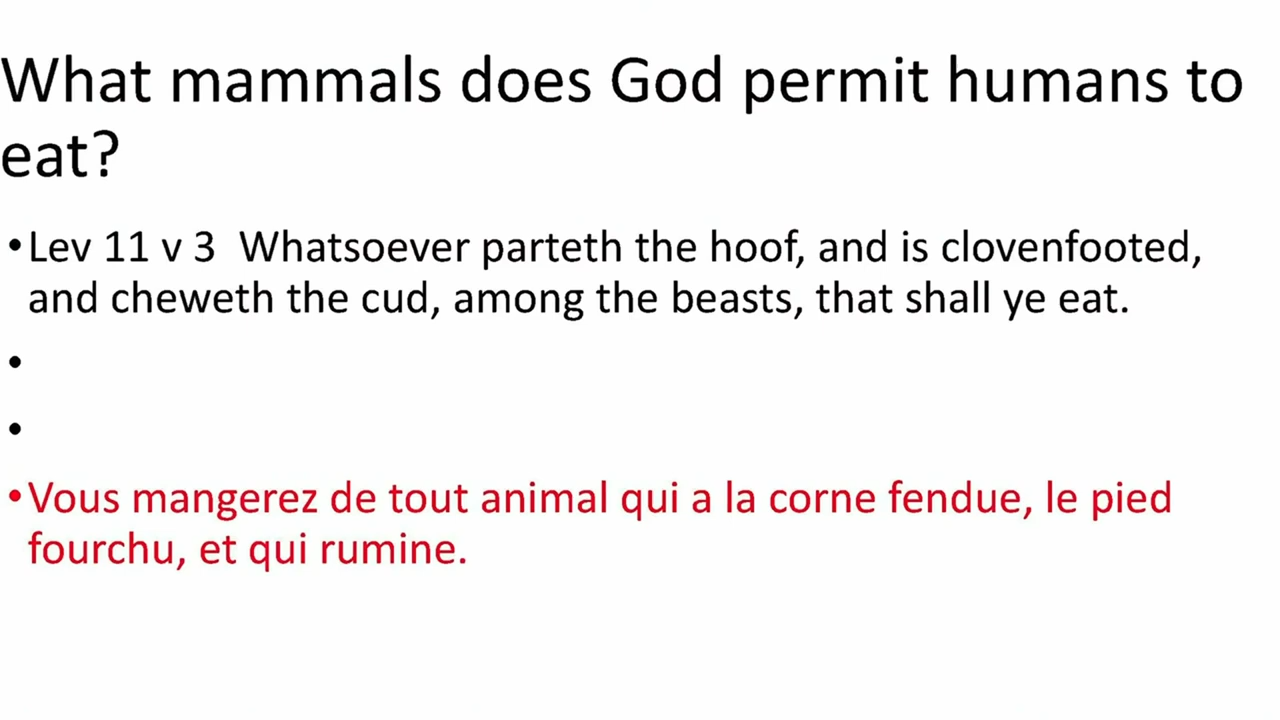 What mammals does God permit humans to
eat?
•Lev 11 v 3  Whatsoever parteth the hoof, and is clovenfooted,
and cheweth the cud, among the beasts, that shall ye eat.
•
•
•Vous mangerez de tout animal qui a la corne fendue, le pied
fourchu, et qui rumine.